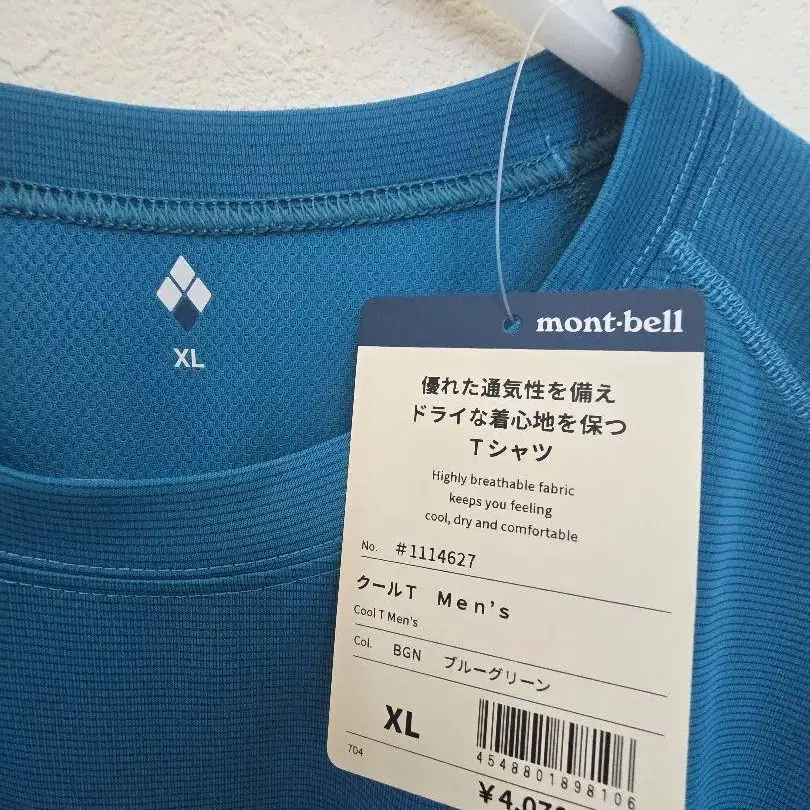 XL
mont-bell
優れた通気性を備え
ドライな着心地を保つ
Tシャツ
Highly breathable fabric
keeps you feeling
cool, dry and comfortable
No. #1114627
クールT Men's
Cool T Men's
Col. BGN ブルーグリーン
XL
704
4548801898106